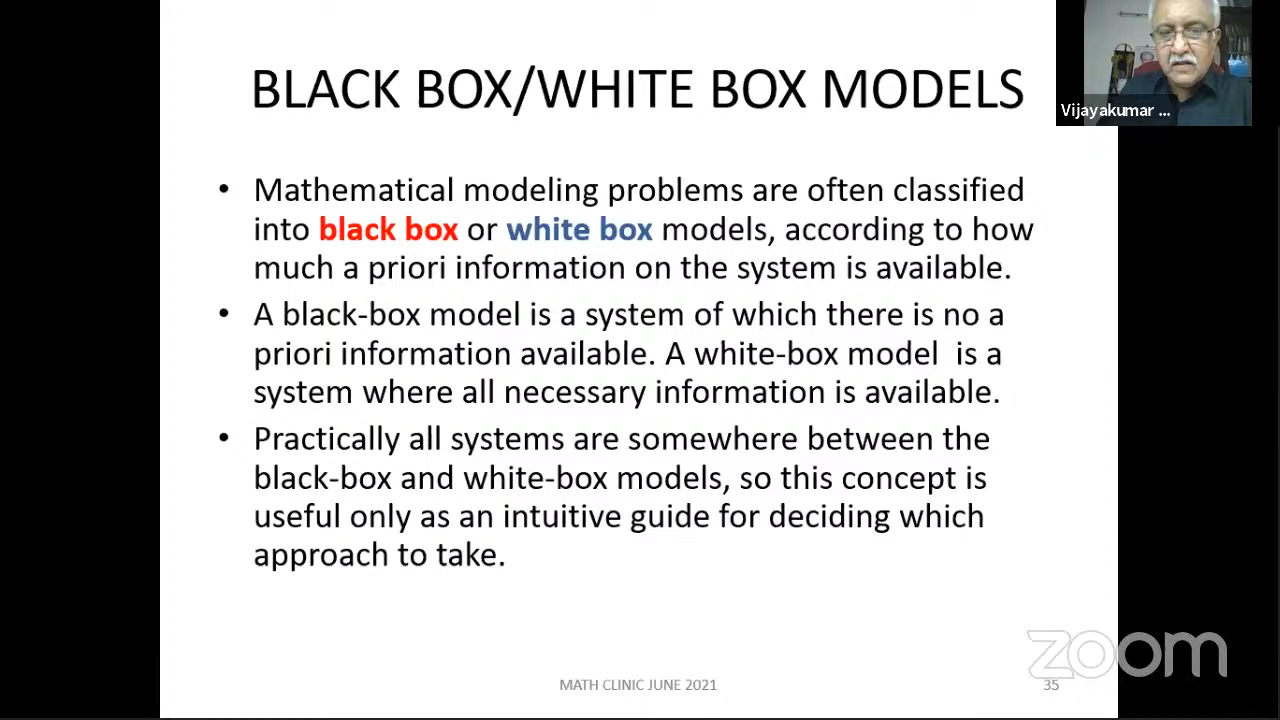 BLACK BOX/WHITE BOX MODELS
Vijayakumar ...
• Mathematical modeling problems are often classified
into black box or white box models, according to how
much a priori information on the system is available.
• A black-box model is a system of which there is no a
priori information available. A white-box model is a
system where all necessary information is available.
• Practically all systems are somewhere between the
black-box and white-box models, so this concept is
useful only as an intuitive guide for deciding which
approach to take.
zoom
MATH CLINIC JUNE 2021
35